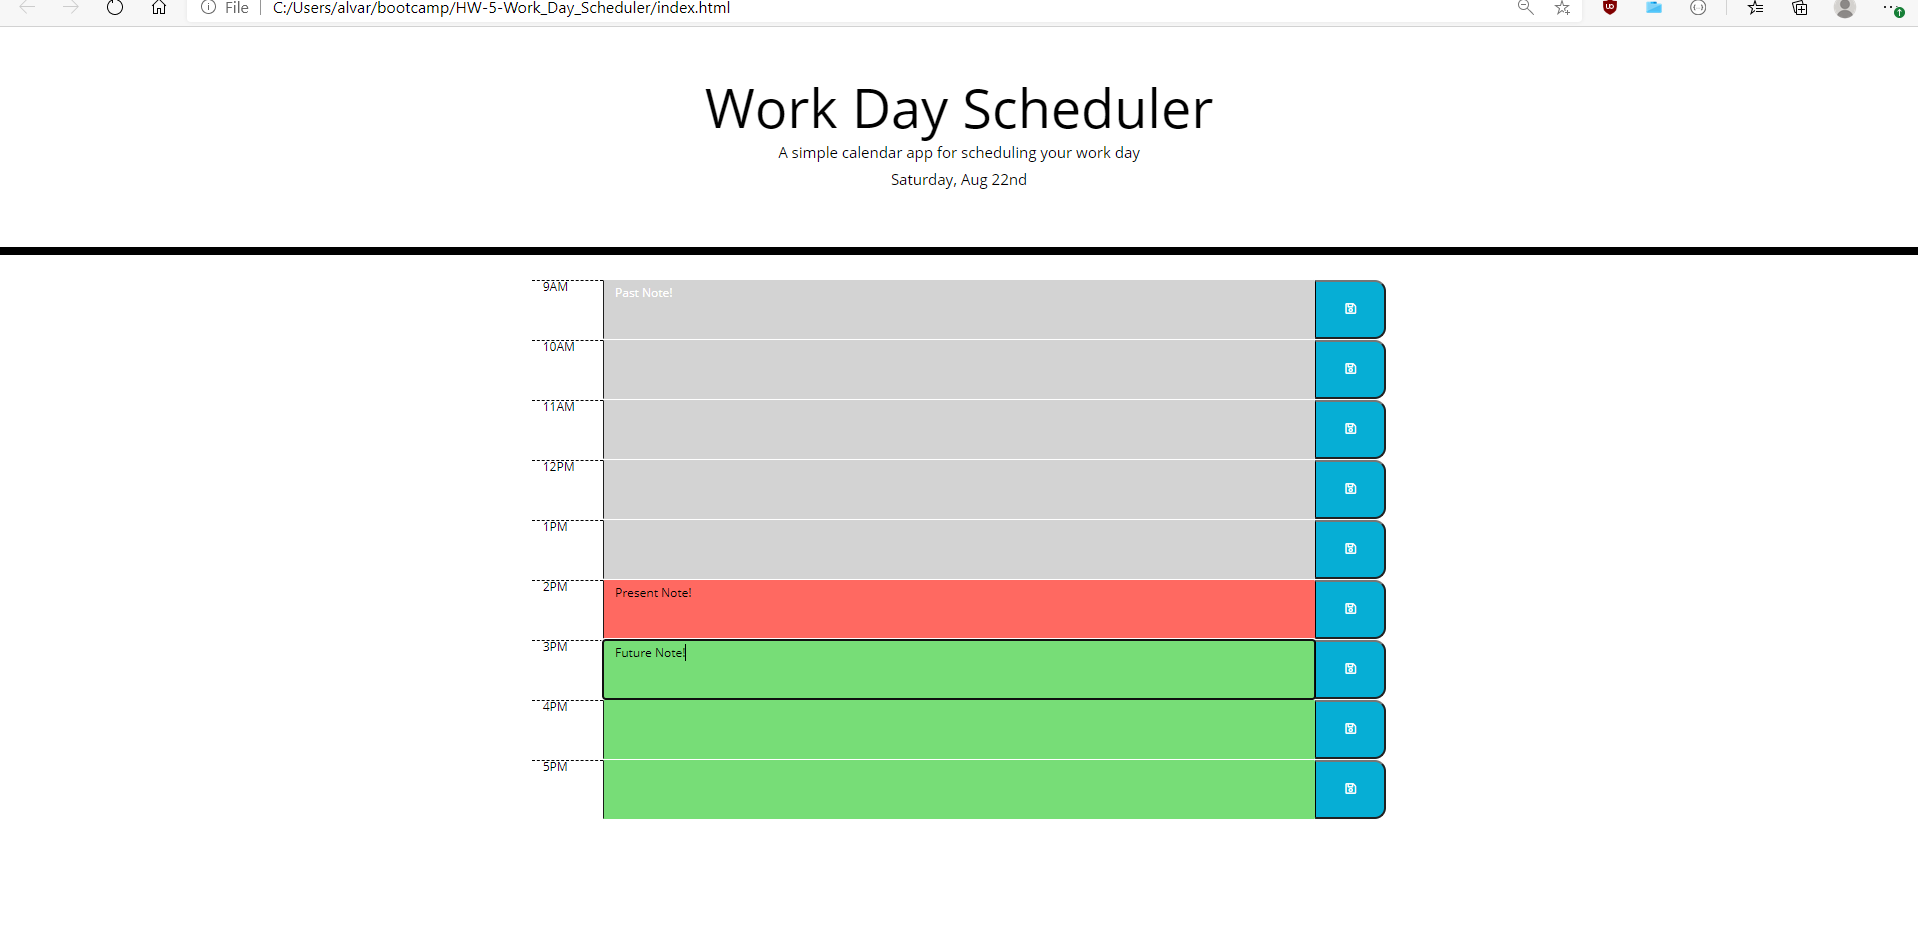 File C:/Users/alvar/bootcamp/HW-5-Work_Day_Scheduler/index.html
Work Day Scheduler
A simple calendar app for scheduling your work day
Saturday, Aug 22nd
9AM Past Note!
10AM
11AM
12PM
1PM
2PM Present Note!
3PM Future Note!
4PM
5PM